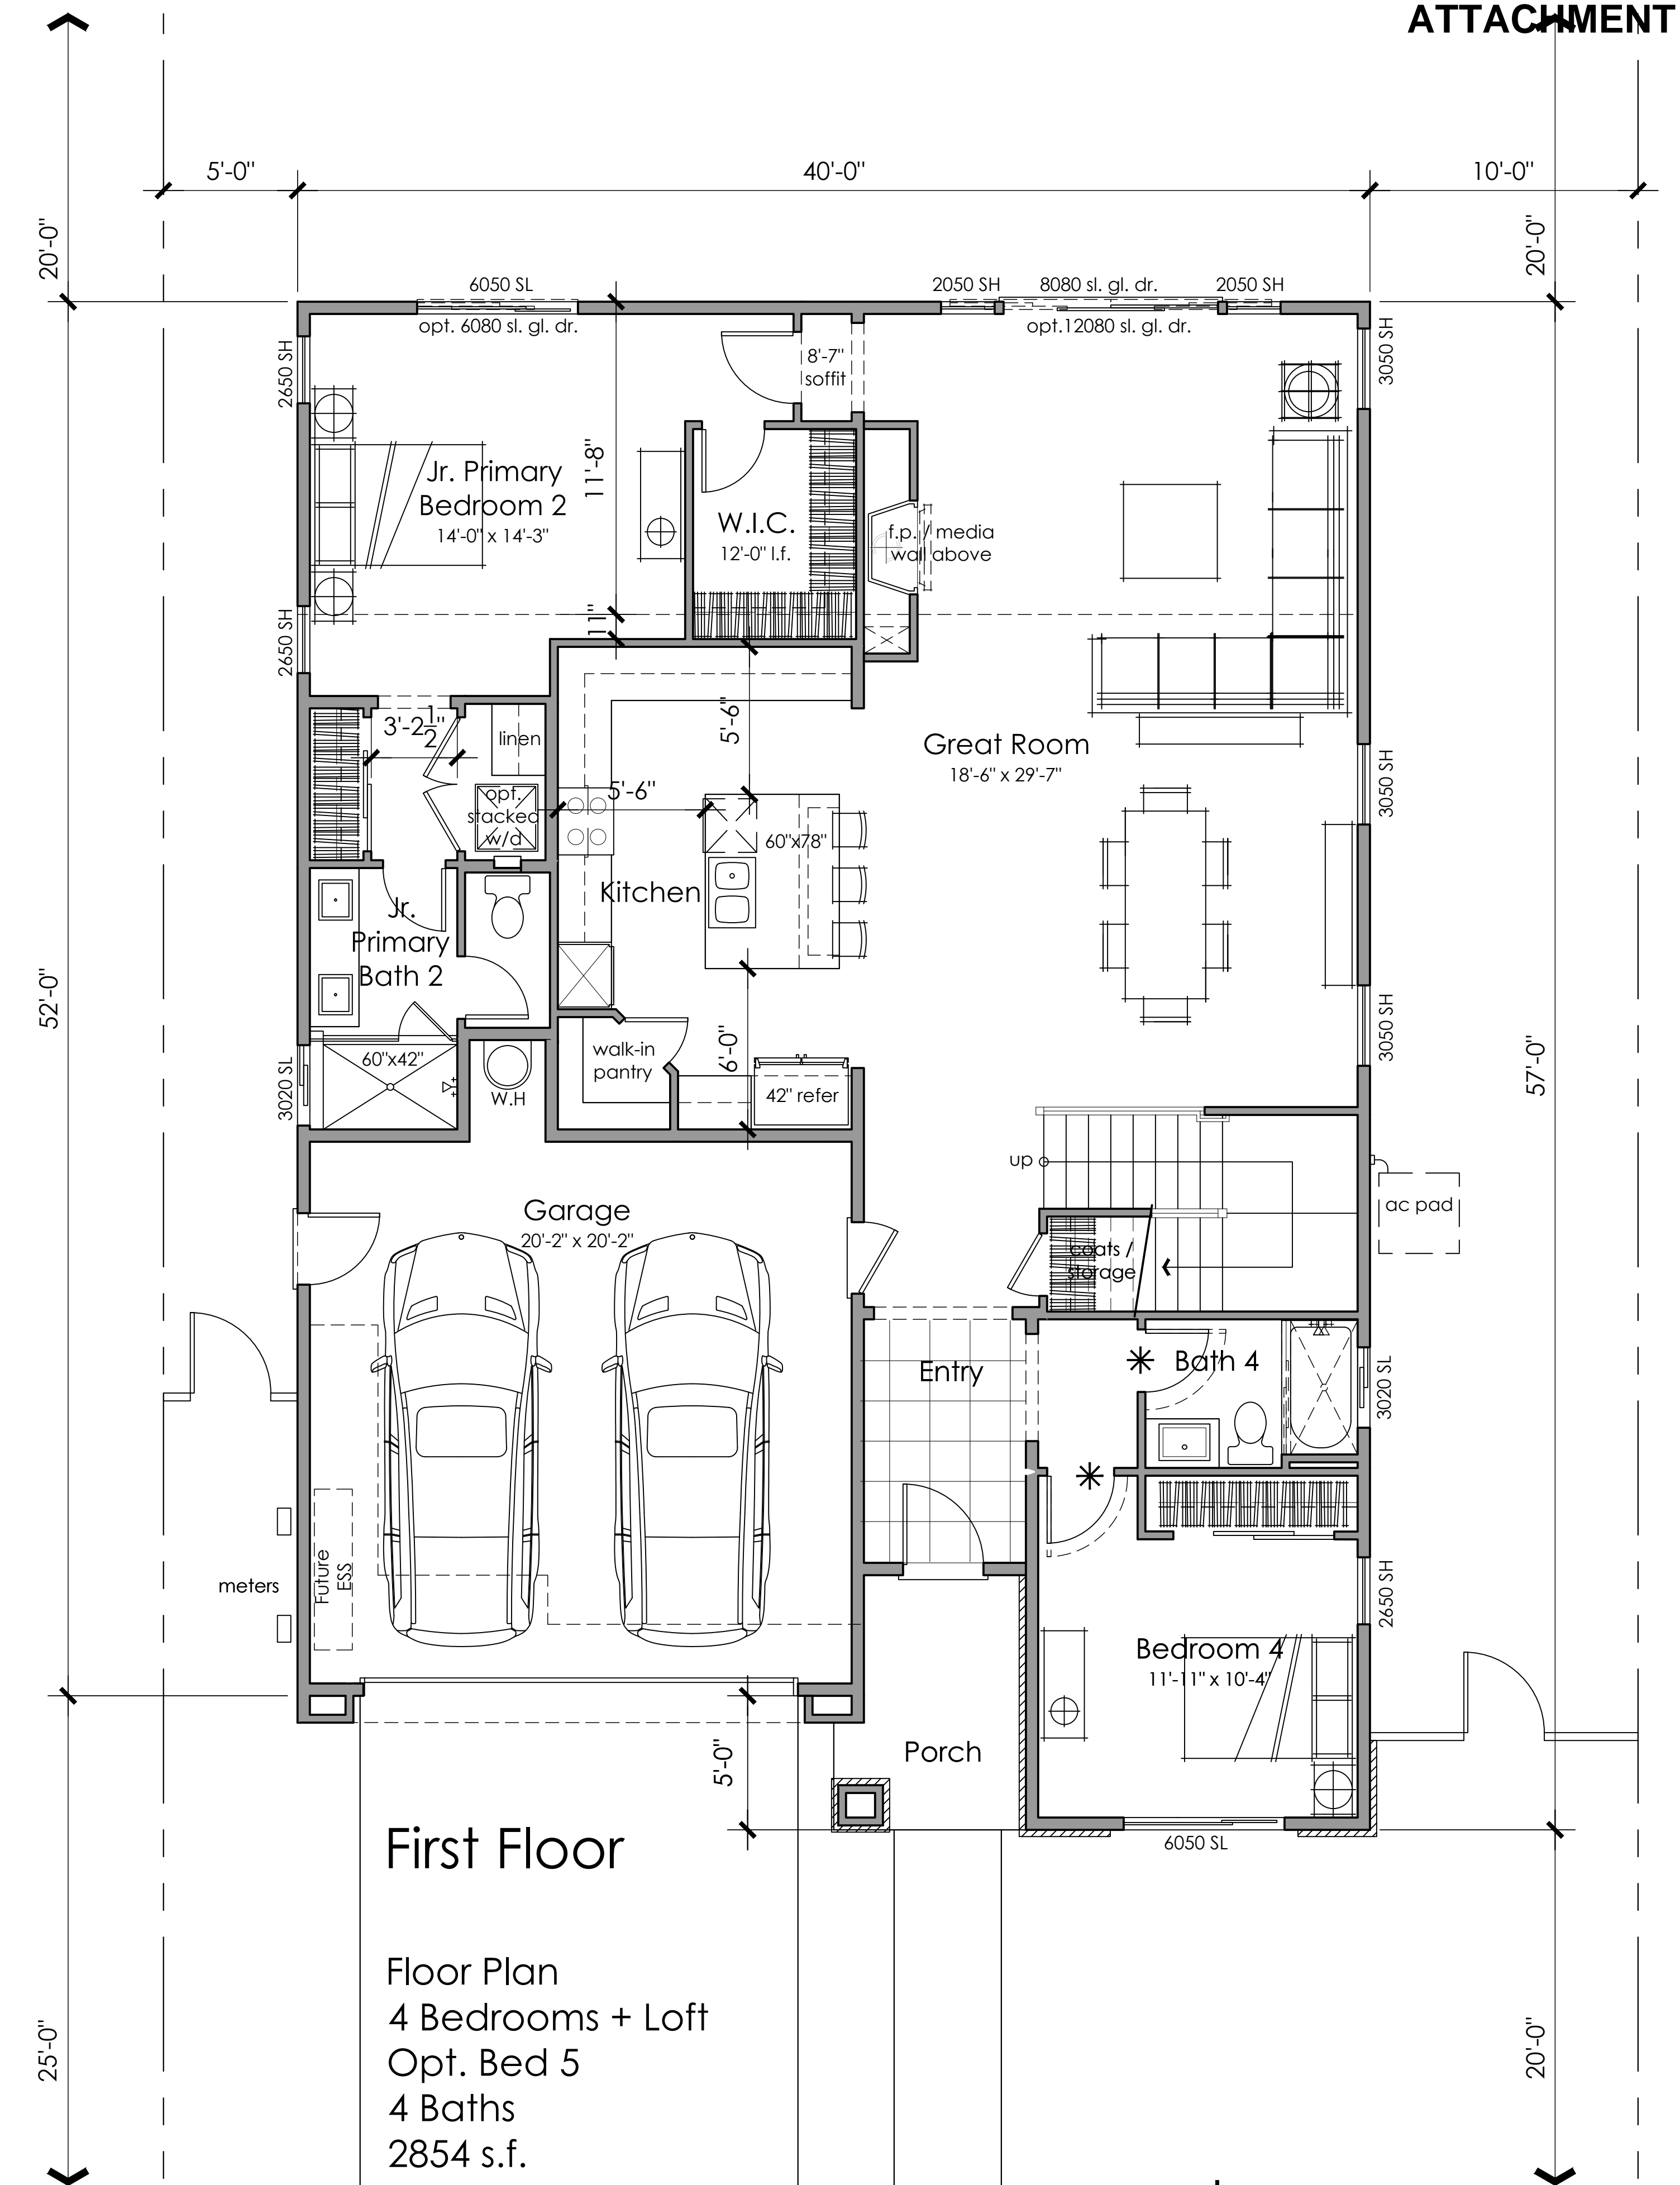 ATTACHMENT
5'-0"
40'-0"
10'-0"
20'-0"
20'-0"
6050 SL
2050 SH
8080 sl. gl. dr.
2050 SH
opt. 6080 sl. gl. dr.
opt.12080 sl. gl. dr.
2650 SH
3050 SH
8'-7"
soffit
11'-8"
Jr. Primary
Bedroom 2
14'-0" x 14'-3"
W.I.C.
12'-0" l.f.
f.p. / media
wall above
2650 SH
11"
5'-6"
3'-2 1/2"
linen
Great Room
18'-6" x 29'-7"
3050 SH
opt.
stacked
w/d
5'-6"
60"x78"
Kitchen
Jr.
Primary
Bath 2
52'-0"
3050 SH
57'-0"
walk-in
pantry
6'-0"
60"x42"
W.H
42" refer
3020 SL
up
ac pad
Garage
20'-2" x 20'-2"
coats /
storage
Entry
Bath 4
3020 SL
meters
Future
ESS
2650 SH
Bedroom 4
11'-11" x 10'-4"
Porch
5'-0"
6050 SL
First Floor
Floor Plan
4 Bedrooms + Loft
Opt. Bed 5
4 Baths
2854 s.f.
25'-0"
20'-0"